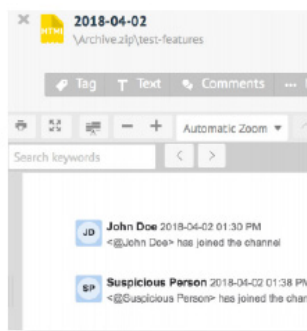 HTML
2018-04-02
\Archive.zip\test-features
Tag Text Comments ...
Automatic Zoom
Search keywords
JD John Doe 2018-04-02 01:30 PM
<@John Doe> has joined the channel
SP Suspicious Person 2018-04-02 01:38 PM
<@Suspicious Person> has joined the chan